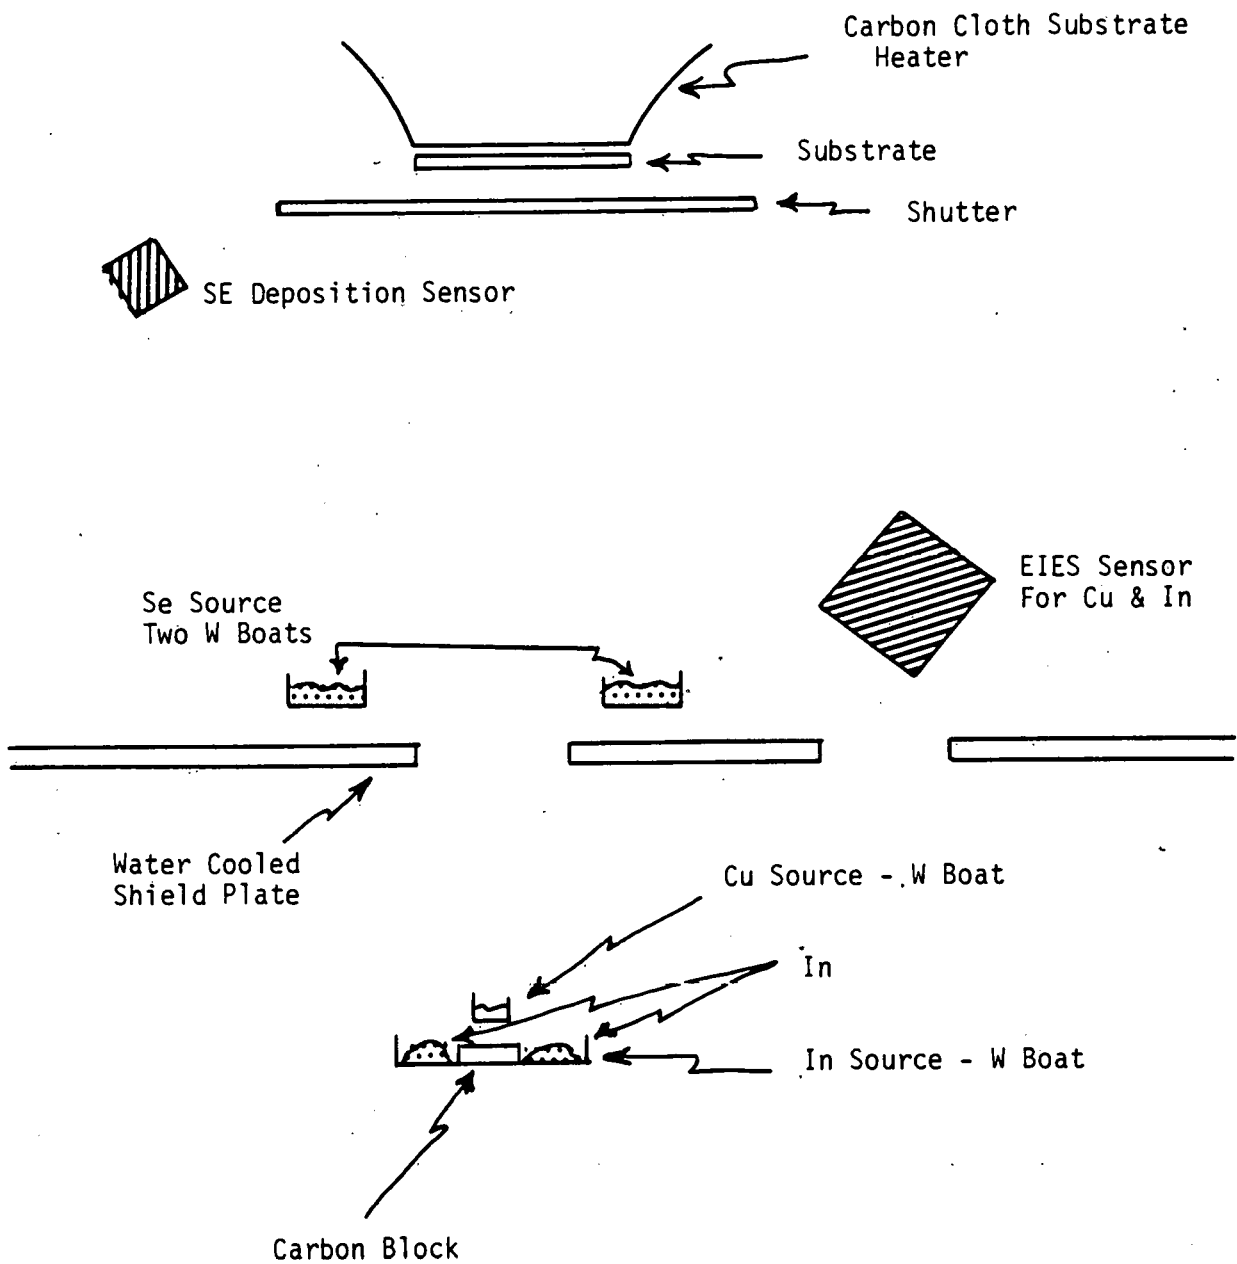 Carbon Cloth Substrate
Heater
Substrate
Shutter
SE Deposition Sensor
EIES Sensor
For Cu & In
Se Source
Two W Boats
Water Cooled
Shield Plate
Cu Source - W Boat
In
In Source - W Boat
Carbon Block